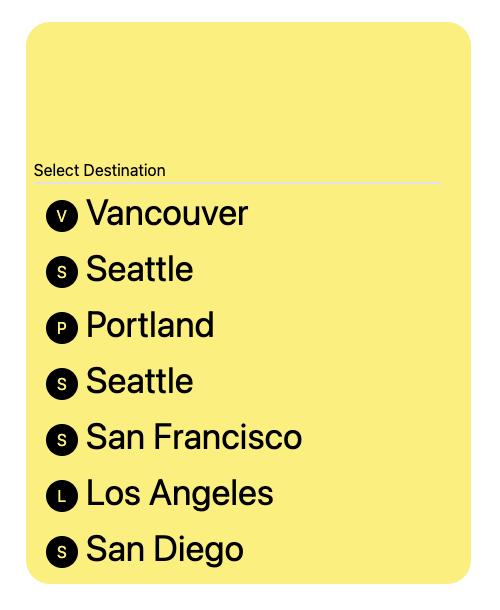 Select Destination
V Vancouver
S Seattle
P Portland
S Seattle
S San Francisco
L Los Angeles
S San Diego